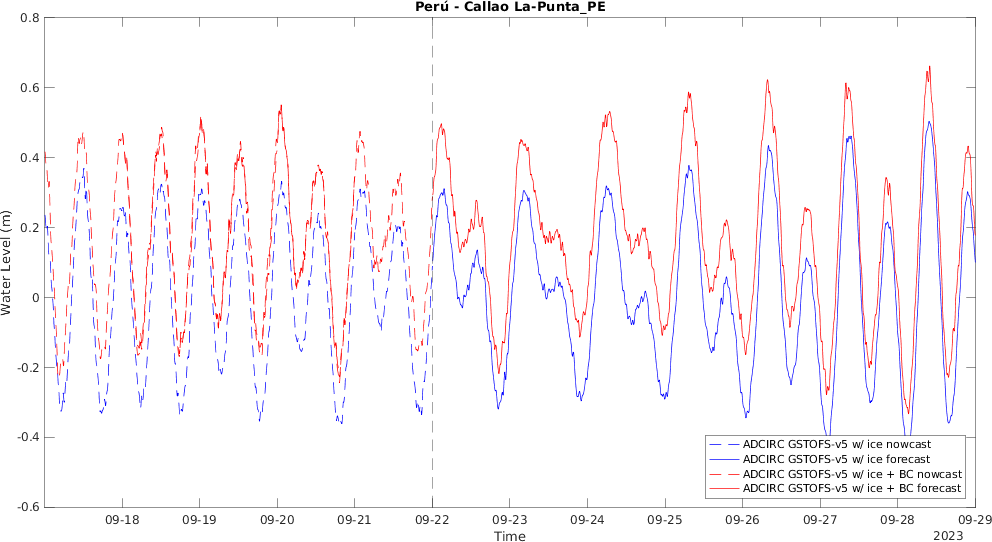 Perú - Callao La-Punta_PE
0.8
0.6
0.4
0.2
0
-0.2
-0.4
-0.6
Water Level (m)
ADCIRC GSTOFS-v5 w/ ice nowcast
ADCIRC GSTOFS-v5 w/ ice forecast
ADCIRC GSTOFS-v5 w/ ice + BC nowcast
ADCIRC GSTOFS-v5 w/ ice + BC forecast
09-18 09-19 09-20 09-21 09-22 09-23 09-24 09-25 09-26 09-27 09-28 09-29
Time
2023